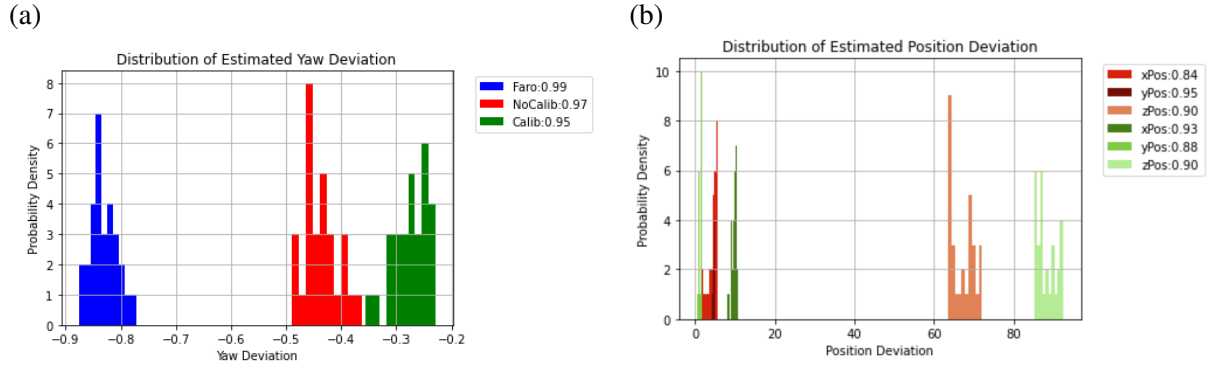 (a)
Distribution of Estimated Yaw Deviation
8
7
6
5
4
3
2
1
0
Probability Density
−0.9 −0.8 −0.7 −0.6 −0.5 −0.4 −0.3 −0.2
Yaw Deviation
Faro:0.99
NoCalib:0.97
Calib:0.95
(b)
Distribution of Estimated Position Deviation
10
8
6
4
2
0
Probability Density
0 20 40 60 80
Position Deviation
xPos:0.84
yPos:0.95
zPos:0.90
xPos:0.93
yPos:0.88
zPos:0.90